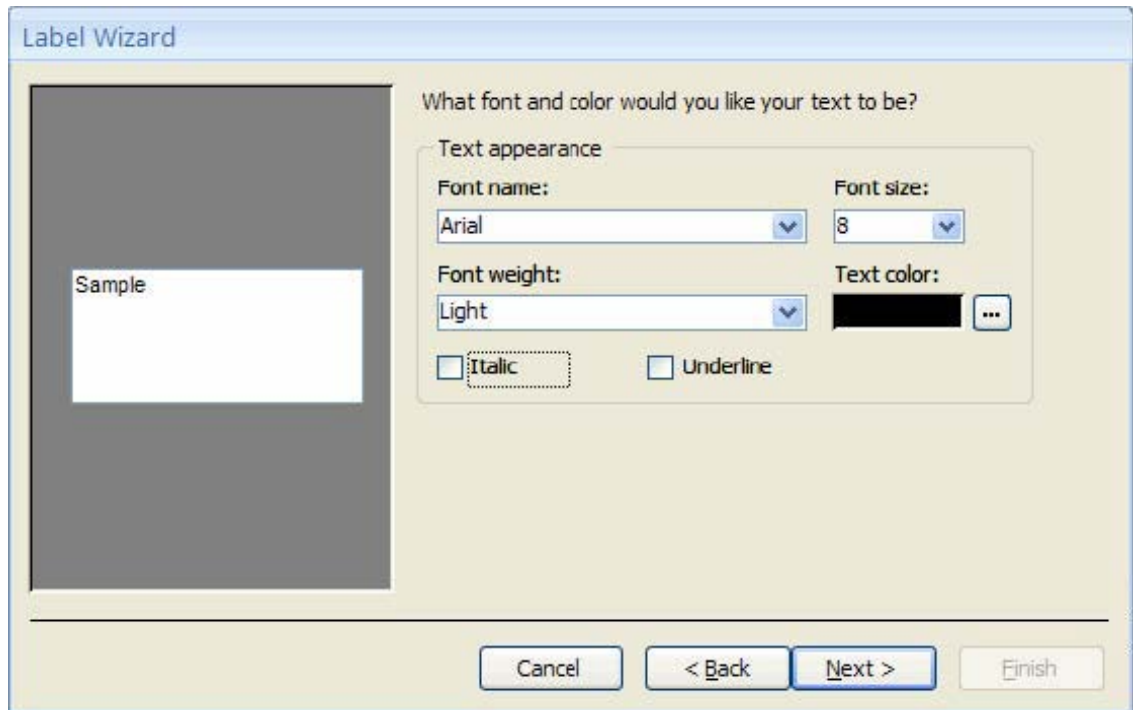 Label Wizard
What font and color would you like your text to be?
Text appearance
Font name:
Font size:
Arial
8
Sample
Font weight:
Text color:
Light
...
Italic
Underline
Cancel
< Back
Next >
Finish